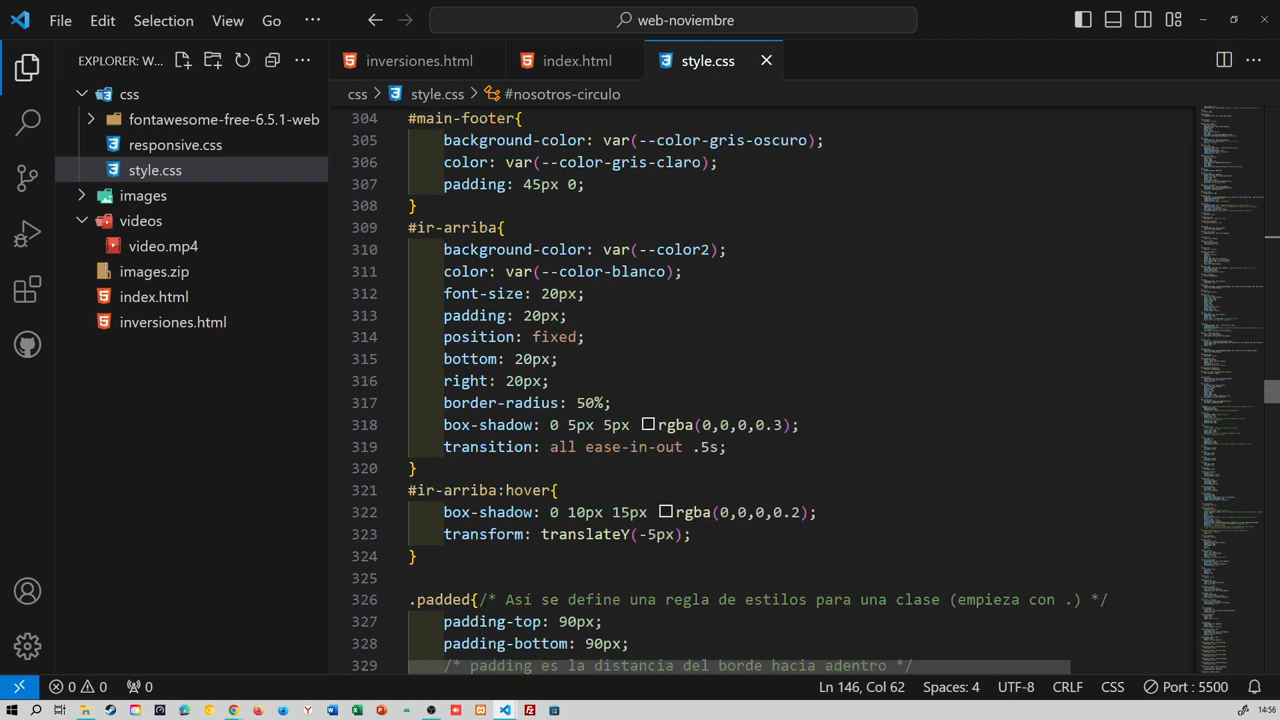 File Edit Selection View Go ··· web-noviembre
EXPLORER: W... ··· inversiones.html index.html style.css
css > style.css > #nosotros-circulo
css
fontawesome-free-6.5.1-web
responsive.css
style.css
images
videos
video.mp4
images.zip
index.html
inversiones.html
304 #main-footer{
305 background-color: var(--color-gris-osc
306 color: var(--color-gris-claro);
307 padding: 45px 0;
308 }
309 arriba{
310 background-color: var(--color2);
311 color: var(--color-blanco);
312 font-size:
313 padding: 20px;
314 position: fixed;
315 bottom: 20px;
316 right: 20px;
317 border-radius: 50%
318 box-shadow: 0 5px rgba(0,0,0,0.
319 transition: all ease-in-out .5s;
320 }
321 #ir-arriba:hover{
322 box-shadow: 0 10px 15px rgba(0,0,0,0.2);
323 transform: translateY(-5px);
324 }
325
326 .padded{ se define una regla de estilos para una clase empieza con .) */
327 padding-top: 90px;
328 padding-bottom: 90px;
329 /* es la distancia borde adentro */
0 0 0 Ln 146, Col 62 Spaces: 4 UTF-8 CRLF CSS Port : 5500
14:56